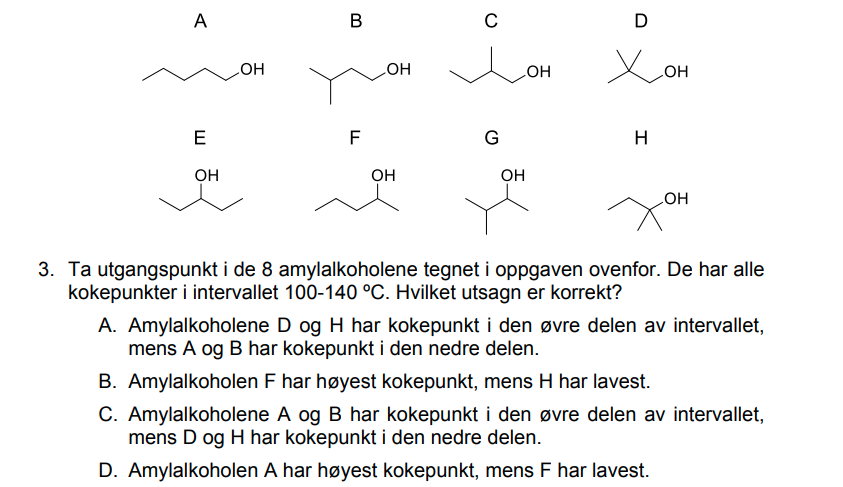 A B C D
OH OH OH OH
E F G H
OH OH OH OH
3. Ta utgangspunkt i de 8 amylalkoholene tegnet i oppgaven ovenfor. De har alle
kokepunkter i intervallet 100-140 ºC. Hvilket utsagn er korrekt?
A. Amylalkoholene D og H har kokepunkt i den øvre delen av intervallet,
mens A og B har kokepunkt i den nedre delen.
B. Amylalkoholen F har høyest kokepunkt, mens H har lavest.
C. Amylalkoholene A og B har kokepunkt i den øvre delen av intervallet,
mens D og H har kokepunkt i den nedre delen.
D. Amylalkoholen A har høyest kokepunkt, mens F har lavest.